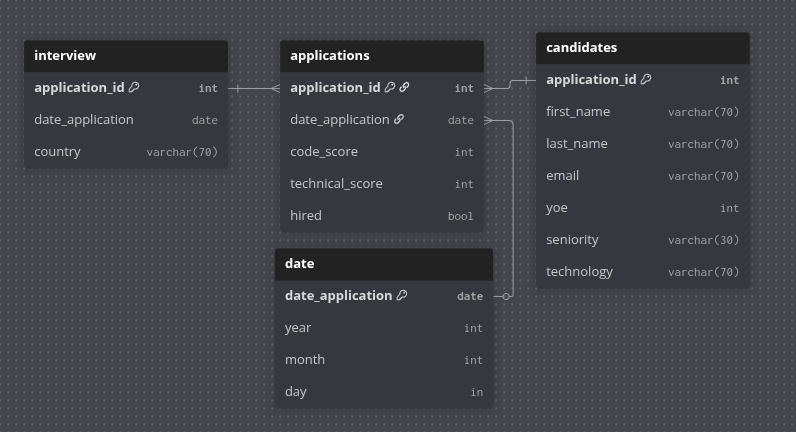 interview
application_id int
date_application date
country varchar(70)
applications
application_id int
date_application date
code_score int
technical_score int
hired bool
candidates
application_id int
first_name varchar(70)
last_name varchar(70)
email varchar(70)
yoe int
seniority varchar(30)
technology varchar(70)
date
date_application date
year int
month int
day in